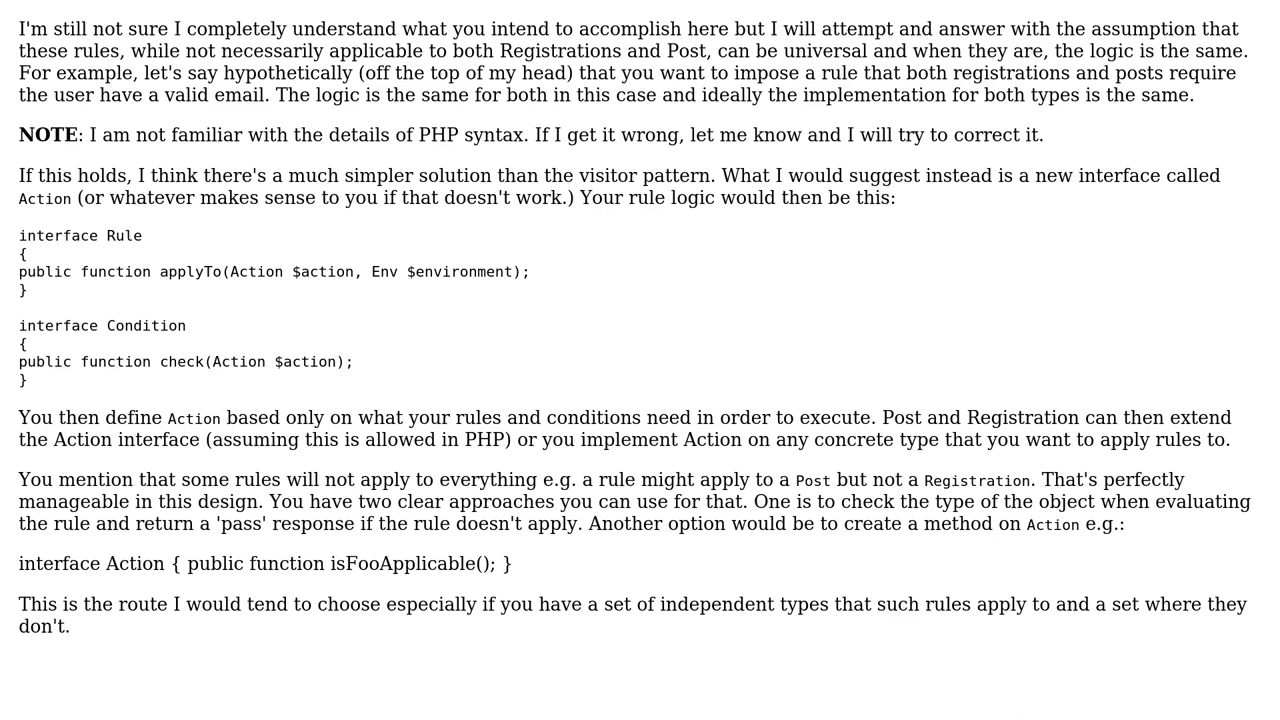 I'm still not sure I completely understand what you intend to accomplish here but I will attempt and answer with the assumption that
these rules, while not necessarily applicable to both Registrations and Post, can be universal and when they are, the logic is the same.
For example, let's say hypothetically (off the top of my head) that you want to impose a rule that both registrations and posts require
the user have a valid email. The logic is the same for both in this case and ideally the implementation for both types is the same.
NOTE: I am not familiar with the details of PHP syntax. If I get it wrong, let me know and I will try to correct it.
If this holds, I think there's a much simpler solution than the visitor pattern. What I would suggest instead is a new interface called
Action (or whatever makes sense to you if that doesn't work.) Your rule logic would then be this:
interface Rule
{
public function applyTo(Action $action, Env $environment);
}
interface Condition
{
public function check(Action $action);
}
You then define Action based only on what your rules and conditions need in order to execute. Post and Registration can then extend
the Action interface (assuming this is allowed in PHP) or you implement Action on any concrete type that you want to apply rules to.
You mention that some rules will not apply to everything e.g. a rule might apply to a Post but not a Registration. That's perfectly
manageable in this design. You have two clear approaches you can use for that. One is to check the type of the object when evaluating
the rule and return a 'pass' response if the rule doesn't apply. Another option would be to create a method on Action e.g.:
interface Action { public function isFooApplicable(); }
This is the route I would tend to choose especially if you have a set of independent types that such rules apply to and a set where they
don't.